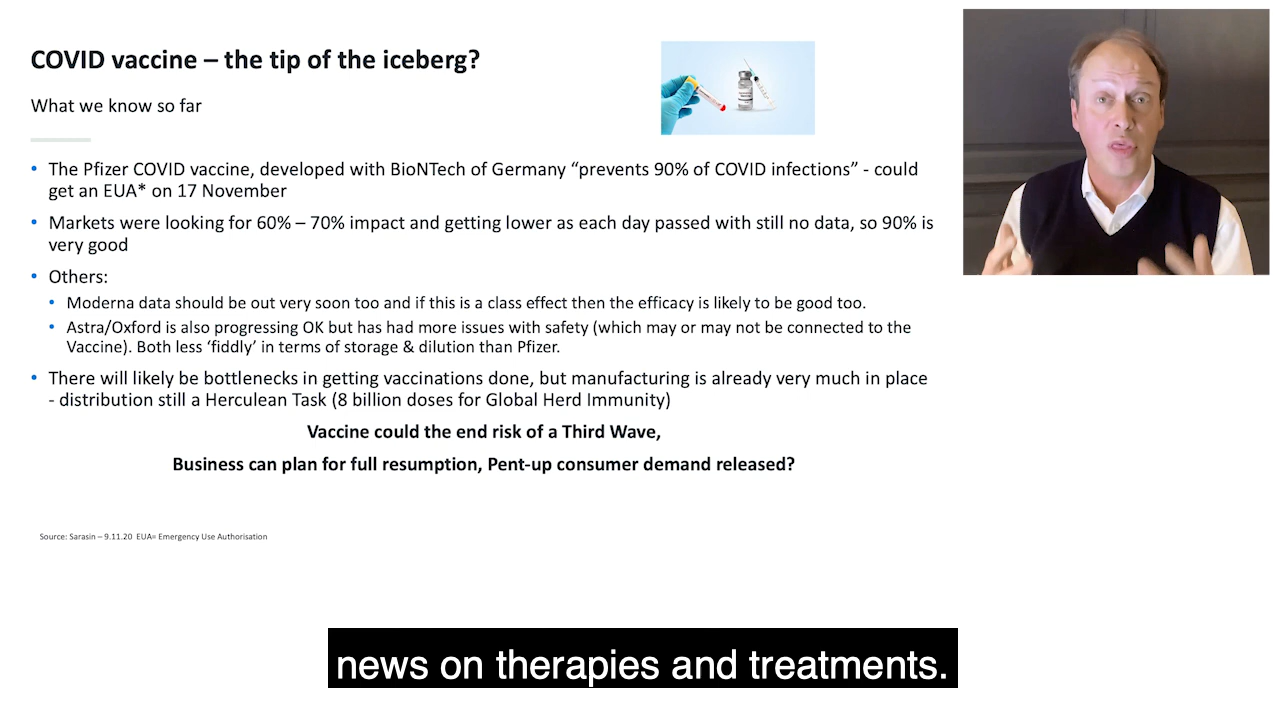 COVID vaccine – the tip of the iceberg?
What we know so far
• The Pfizer COVID vaccine, developed with BioNTech of Germany “prevents 90% of COVID infections” - could
get an EUA* on 17 November
• Markets were looking for 60% – 70% impact and getting lower as each day passed with still no data, so 90% is
very good
• Others:
• Moderna data should be out very soon too and if this is a class effect then the efficacy is likely to be good too.
• Astra/Oxford is also progressing OK but has had more issues with safety (which may or may not be connected to the
Vaccine). Both less ‘fiddly’ in terms of storage & dilution than Pfizer.
• There will likely be bottlenecks in getting vaccinations done, but manufacturing is already very much in place
- distribution still a Herculean Task (8 billion doses for Global Herd Immunity)
Vaccine could the end risk of a Third Wave,
Business can plan for full resumption, Pent-up consumer demand released?
Source: Sarasin – 9.11.20 EUA= Emergency Use Authorisation
news on therapies and treatments.